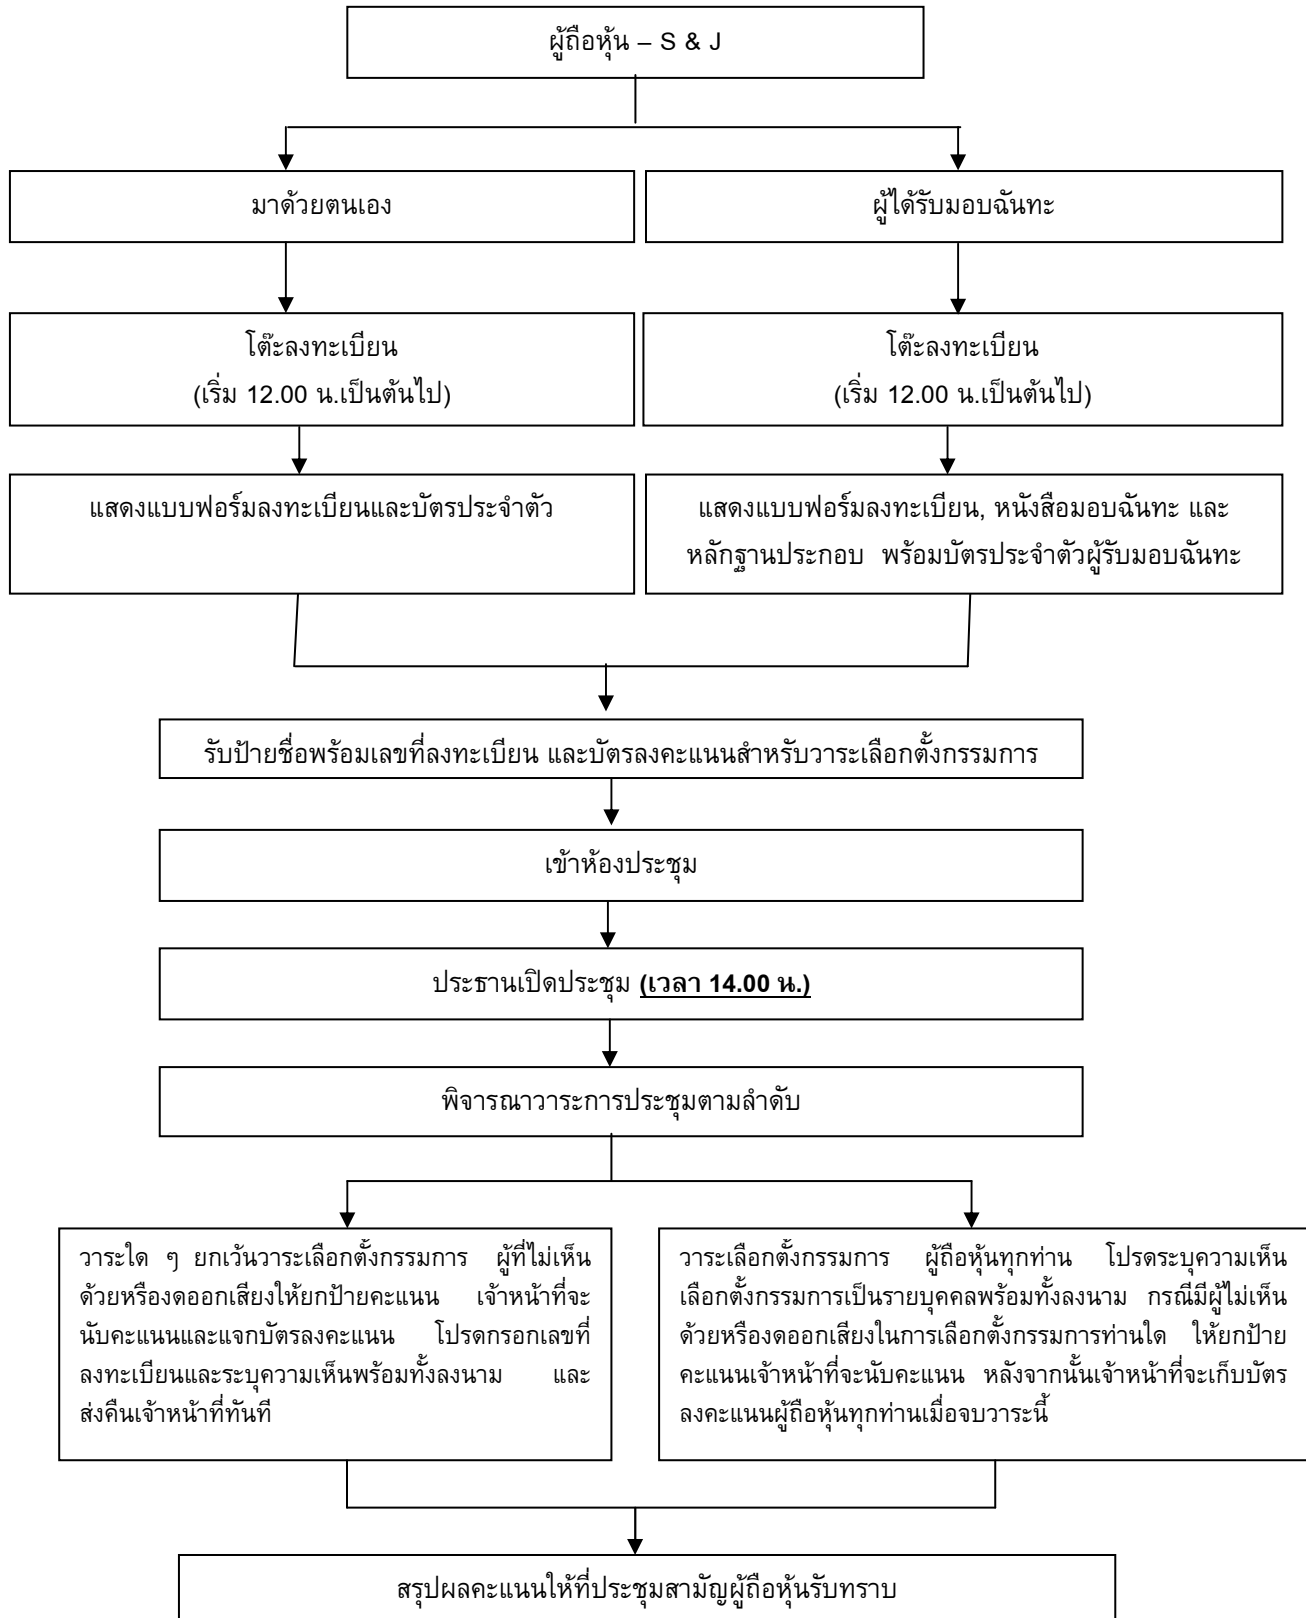 ผู้ถือหุ้น – S & J
มาด้วยตนเอง
ผู้ได้รับมอบฉันทะ
โต๊ะลงทะเบียน
(เริ่ม 12.00 น.เป็นต้นไป)
โต๊ะลงทะเบียน
(เริ่ม 12.00 น.เป็นต้นไป)
แสดงแบบฟอร์มลงทะเบียนและบัตรประจำตัว
แสดงแบบฟอร์มลงทะเบียน, หนังสือมอบฉันทะ และ
หลักฐานประกอบ พร้อมบัตรประจำตัวผู้รับมอบฉันทะ
รับป้ายชื่อพร้อมเลขที่ลงทะเบียน และบัตรลงคะแนนสำหรับวาระเลือกตั้งกรรมการ
เข้าห้องประชุม
ประธานเปิดประชุม (เวลา 14.00 น.)
พิจารณาวาระการประชุมตามลำดับ
วาระใด ๆ ยกเว้นวาระเลือกตั้งกรรมการ ผู้ที่ไม่เห็น
ด้วยหรืองดออกเสียงให้ยกป้ายคะแนน เจ้าหน้าที่จะ
นับคะแนนและแจกบัตรลงคะแนน โปรดกรอกเลขที่
ลงทะเบียนและระบุความเห็นพร้อมทั้งลงนาม และ
ส่งคืนเจ้าหน้าที่ทันที
วาระเลือกตั้งกรรมการ ผู้ถือหุ้นทุกท่าน โปรดระบุความเห็น
เลือกตั้งกรรมการเป็นรายบุคคลพร้อมทั้งลงนาม กรณีมีผู้ไม่เห็น
ด้วยหรืองดออกเสียงในการเลือกตั้งกรรมการท่านใด ให้ยกป้าย
คะแนนเจ้าหน้าที่จะนับคะแนน หลังจากนั้นเจ้าหน้าที่จะเก็บบัตร
ลงคะแนนผู้ถือหุ้นทุกท่านเมื่อจบวาระนี้
สรุปผลคะแนนให้ที่ประชุมสามัญผู้ถือหุ้นรับทราบ